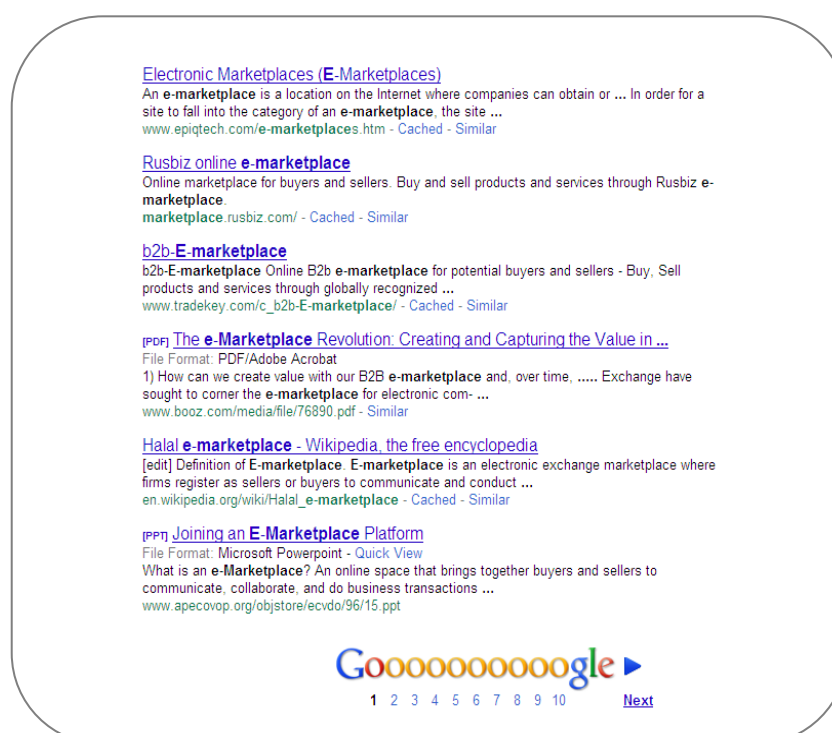 Electronic Marketplaces (E-Marketplaces)
An e-marketplace is a location on the Internet where companies can obtain or ... In order for a
site to fall into the category of an e-marketplace, the site ...
www.epiqtech.com/e-marketplaces.htm - Cached - Similar
Rusbiz online e-marketplace
Online marketplace for buyers and sellers. Buy and sell products and services through Rusbiz e-
marketplace.
marketplace.rusbiz.com/ - Cached - Similar
b2b-E-marketplace
b2b-E-marketplace Online B2b e-marketplace for potential buyers and sellers - Buy, Sell
products and services through globally recognized ...
www.tradekey.com/c_b2b-E-marketplace/ - Cached - Similar
[PDF] The e-Marketplace Revolution: Creating and Capturing the Value in ...
File Format: PDF/Adobe Acrobat
1) How can we create value with our B2B e-marketplace and, over time, ..... Exchange have
sought to corner the e-marketplace for electronic com- ...
www.booz.com/media/file/76890.pdf - Similar
Halal e-marketplace - Wikipedia, the free encyclopedia
[edit] Definition of E-marketplace. E-marketplace is an electronic exchange marketplace where
firms register as sellers or buyers to communicate and conduct ...
en.wikipedia.org/wiki/Halal_e-marketplace - Cached - Similar
[PPT] Joining an E-Marketplace Platform
File Format: Microsoft Powerpoint - Quick View
What is an e-Marketplace? An online space that brings together buyers and sellers to
communicate, collaborate, and do business transactions ...
www.apecovop.org/objstore/ecvdo/96/15.ppt
Goooooooooogle
1 2 3 4 5 6 7 8 9 10 Next